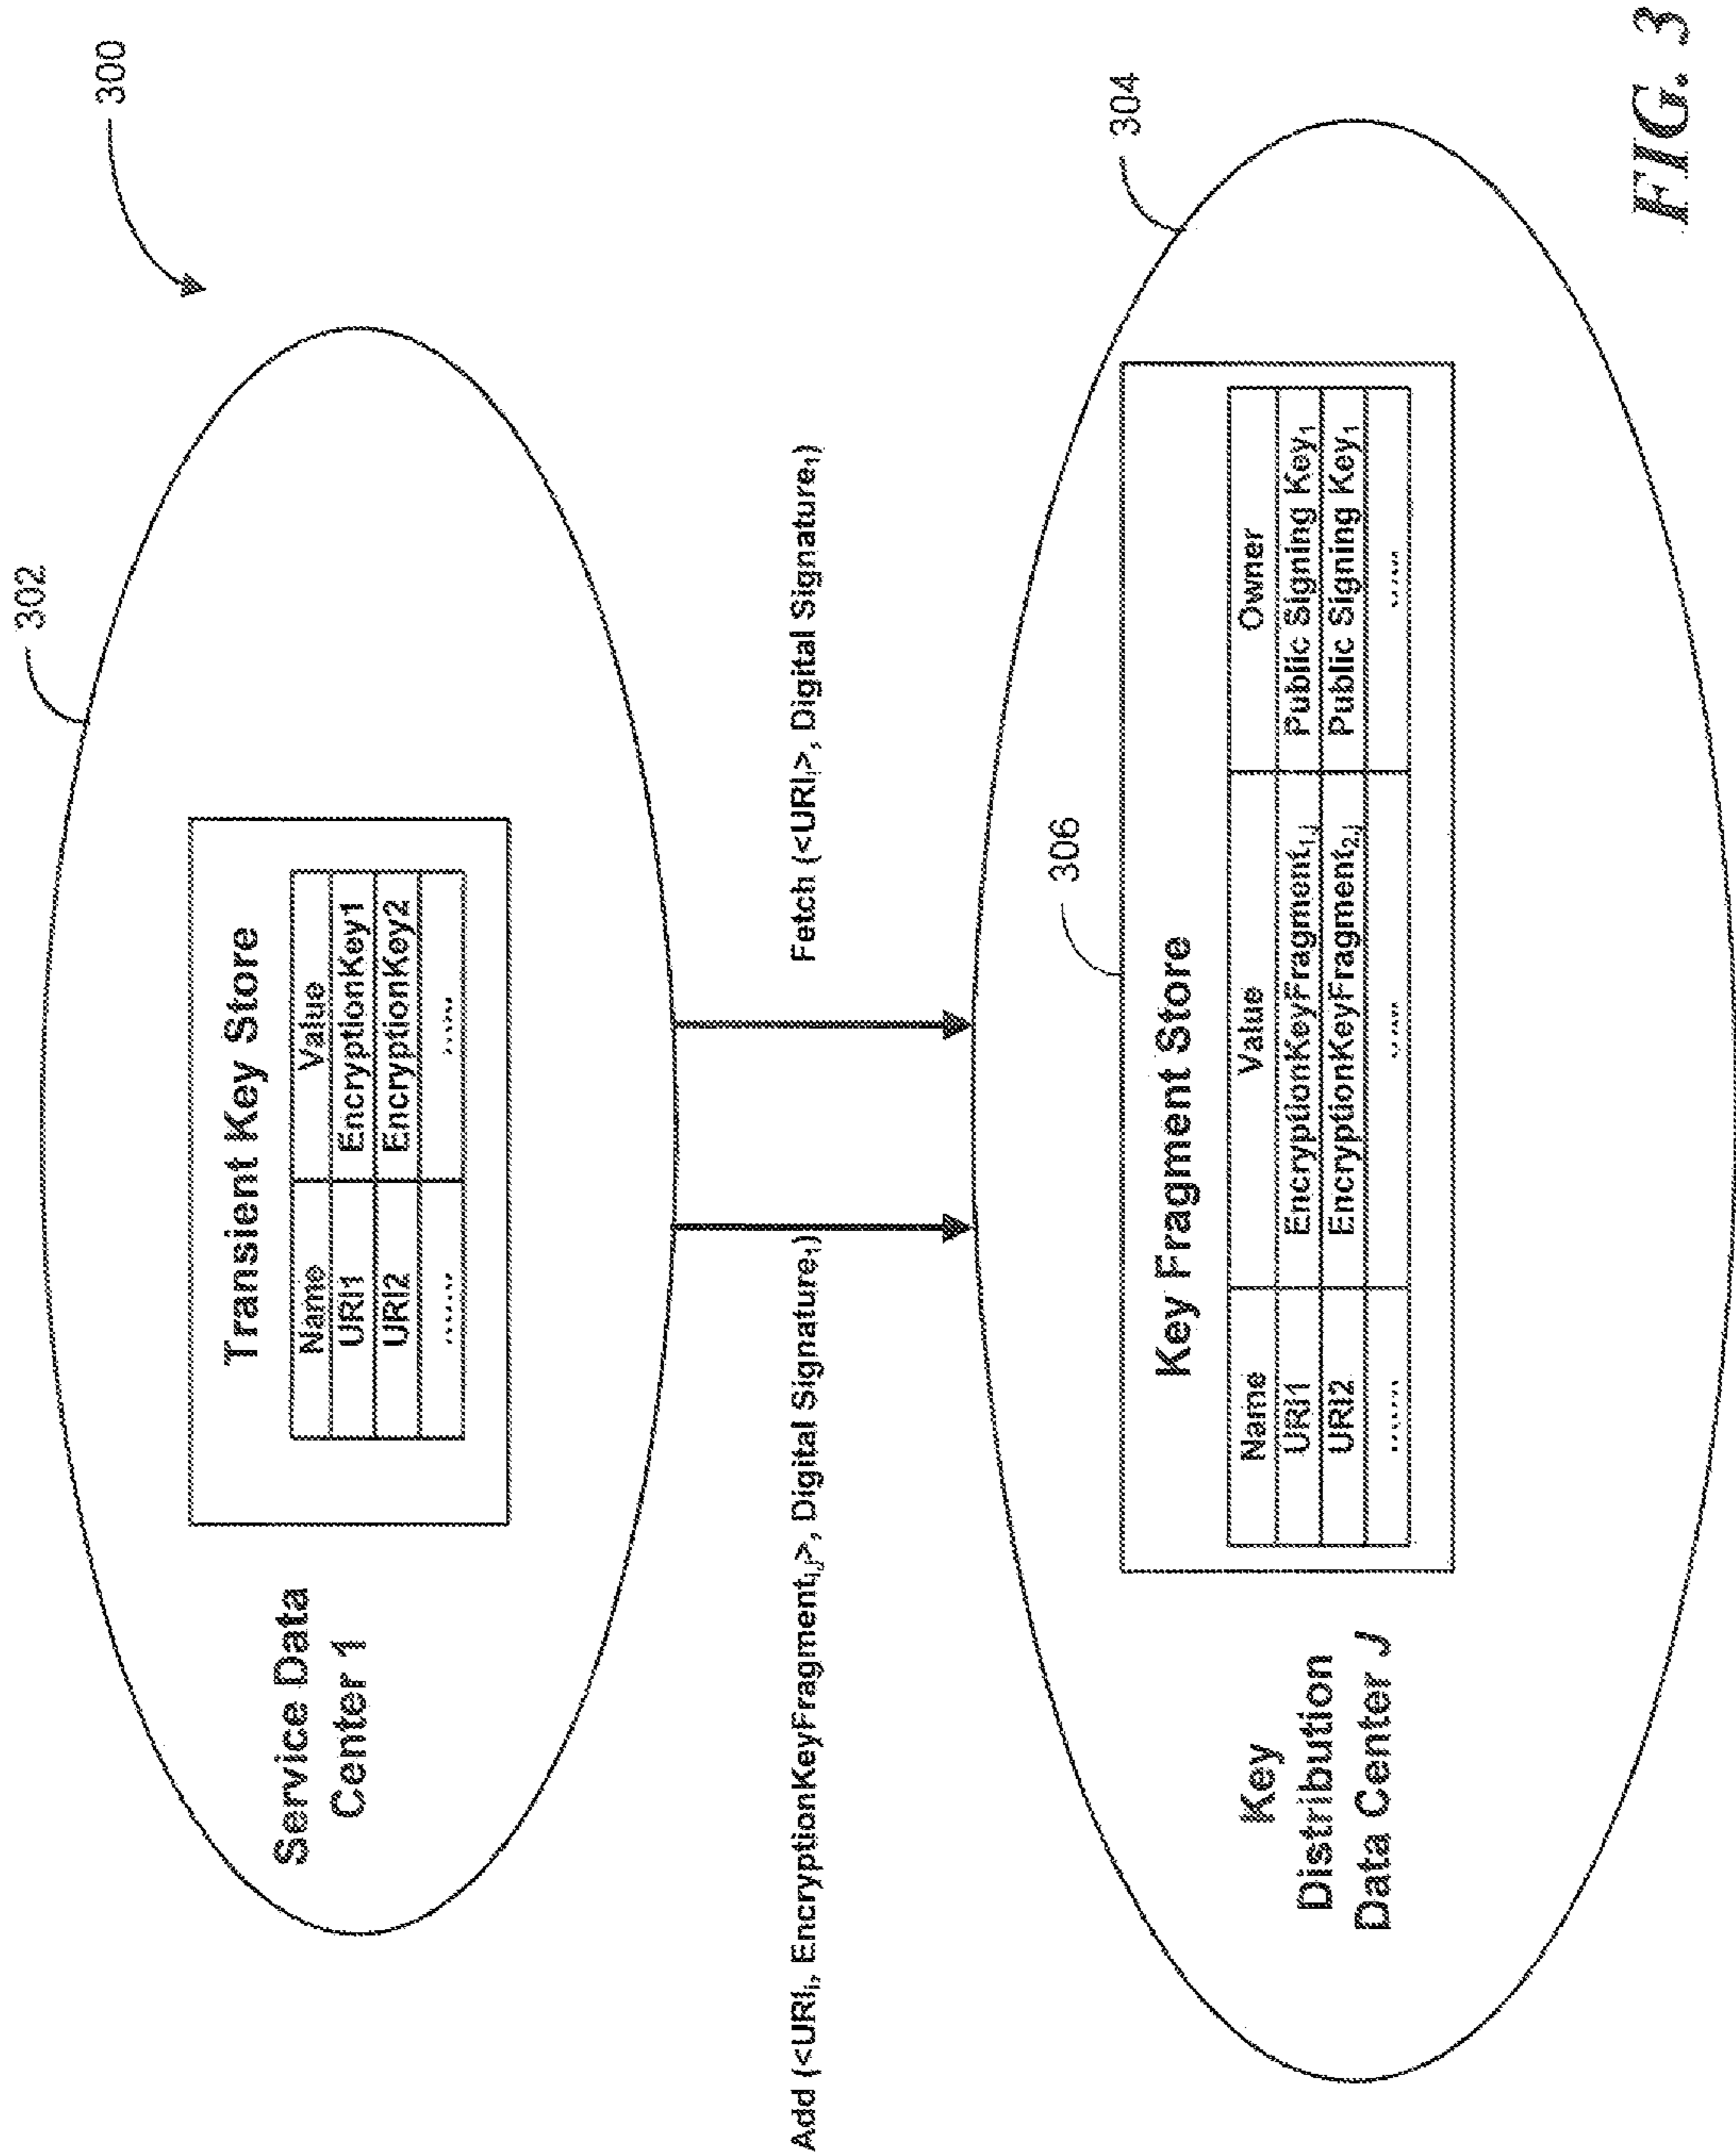 300
302
Service Data
Center 1
Transient Key Store
Name Value
URI1 EncryptionKey1
URI2 EncryptionKey2
...... ......
Add (<URIi, EncryptionKeyFragmenti,j>, Digital Signature1)
Fetch (<URIi>, Digital Signature1)
304
306
Key
Distribution
Data Center J
Key Fragment Store
Name Value Owner
URI1 EncryptionKeyFragment1,j Public Signing Key1
URI2 EncryptionKeyFragment2,j Public Signing Key1
...... ...... ......
FIG. 3